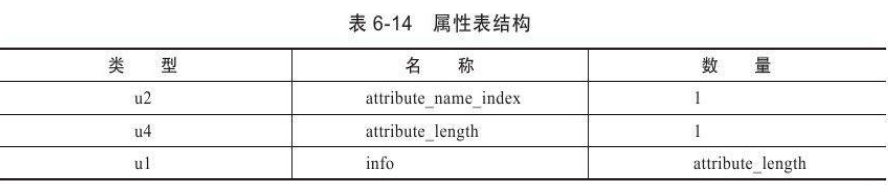 表 6-14 属性表结构
类 型 名 称 数 量
u2 attribute_name_index 1
u4 attribute_length 1
u1 info attribute_length